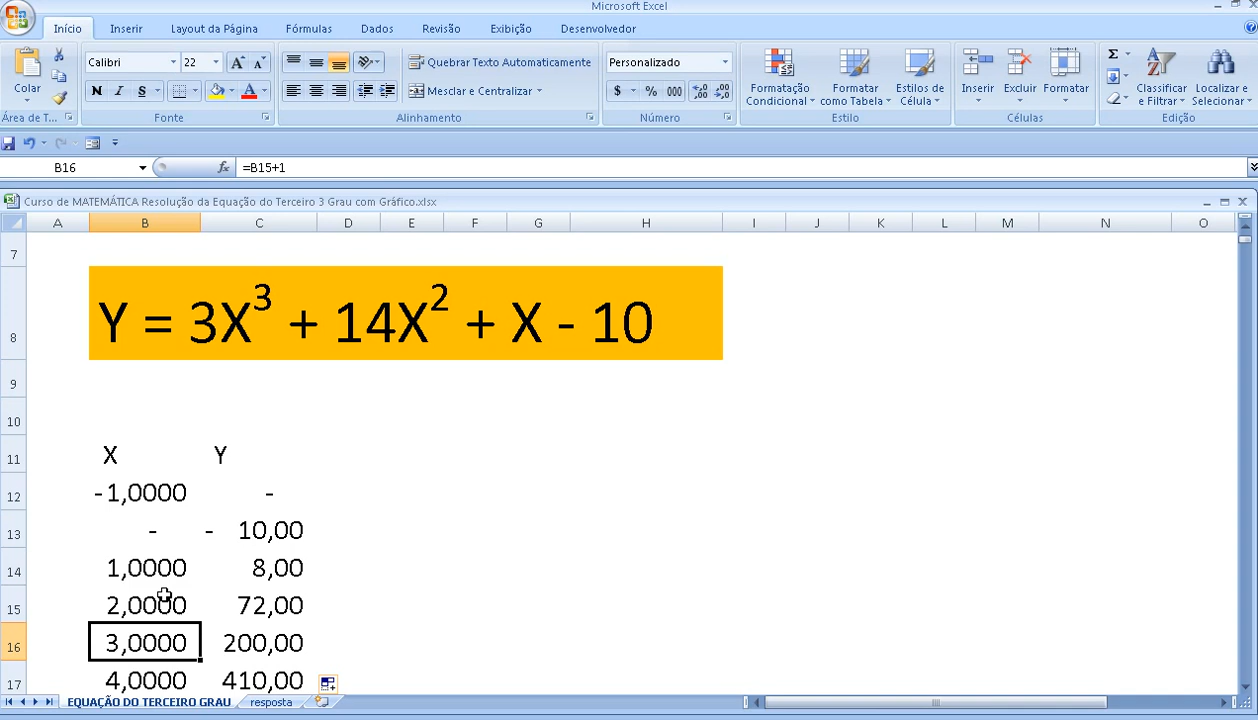 Microsoft Excel
Início Inserir Layout da Página Fórmulas Dados Revisão Exibição Desenvolvedor
Colar
Calibri 22
N I S
A A
Quebrar Texto Automaticamente
Mesclar e Centralizar
Personalizado
$ % 000
Formatação Condicional
Formatar como Tabela
Estilos de Célula
Inserir Excluir Formatar
Σ
Classificar e Filtrar
Localizar e Selecionar
Área de T... Fonte Alinhamento Número Estilo Células Edição
B16 fx =B15+1
Curso de MATEMÁTICA Resolução da Equação do Terceiro 3 Grau com Gráfico.xlsx
A B C D E F G H I J K L M N O
7
8 Y = 3X³ + 14X² + X - 10
9
10
11 X Y
12 -1,0000 -
13 - - 10,00
14 1,0000 8,00
15 2,0000 72,00
16 3,0000 200,00
17 4,0000 410,00
EQUAÇÃO DO TERCEIRO GRAU resposta